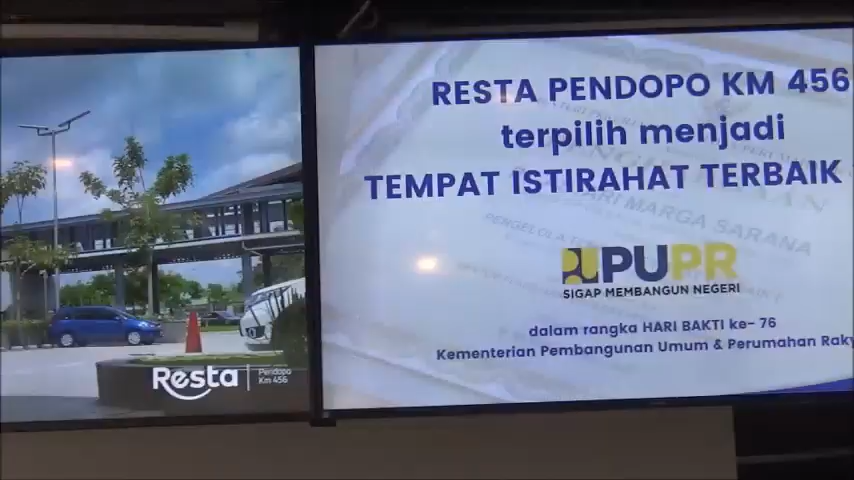 RESTA PENDOPO KM 456
terpilih menjadi
TEMPAT ISTIRAHAT TERBAIK
PUPR
SIGAP MEMBANGUN NEGERI
dalam rangka HARI BAKTI ke- 76
Kementerian Pembangunan Umum & Perumahan Raky
Resta
Pendopo
Km 456